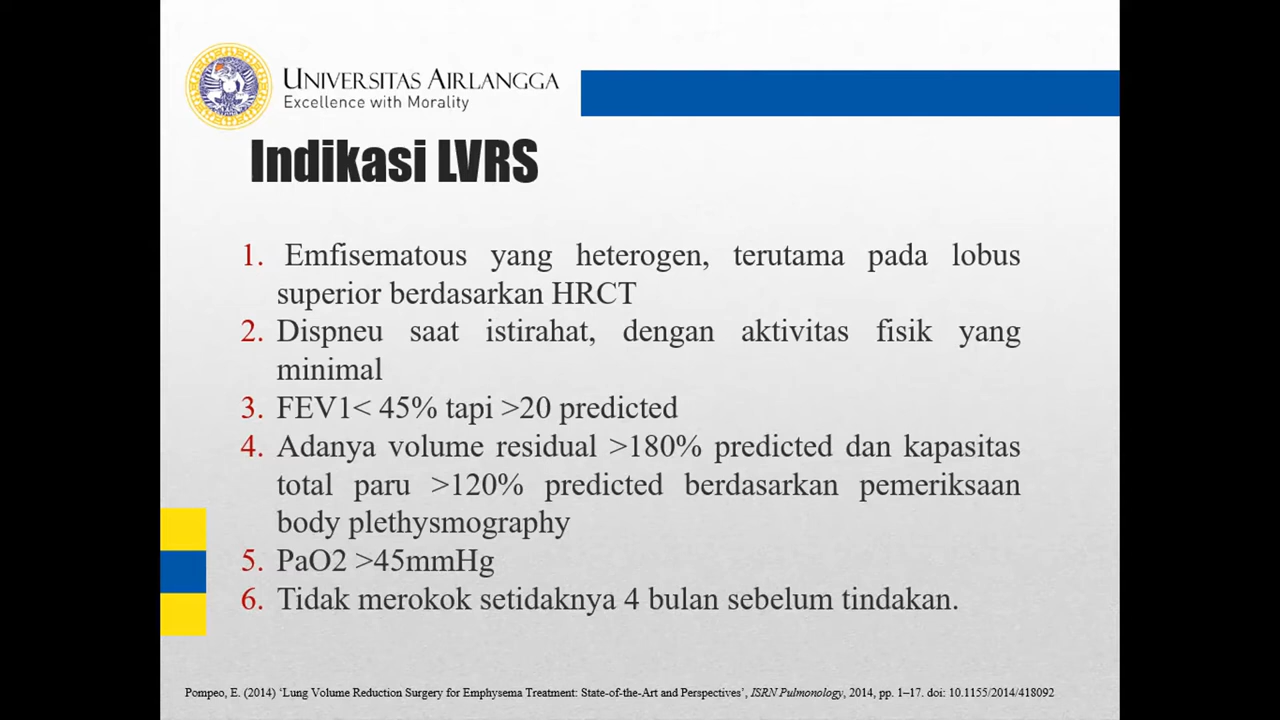 UNIVERSITAS AIRLANGGA
Excellence with Morality
Indikasi LVRS
1. Emfisematous yang heterogen, terutama pada lobus
superior berdasarkan HRCT
2. Dispneu saat istirahat, dengan aktivitas fisik yang
minimal
3. FEV1< 45% tapi >20 predicted
4. Adanya volume residual >180% predicted dan kapasitas
total paru >120% predicted berdasarkan pemeriksaan
body plethysmography
5. PaO2 >45mmHg
6. Tidak merokok setidaknya 4 bulan sebelum tindakan.
Pompeo, E. (2014) ‘Lung Volume Reduction Surgery for Emphysema Treatment: State-of-the-Art and Perspectives’, ISRN Pulmonology, 2014, pp. 1–17. doi: 10.1155/2014/418092